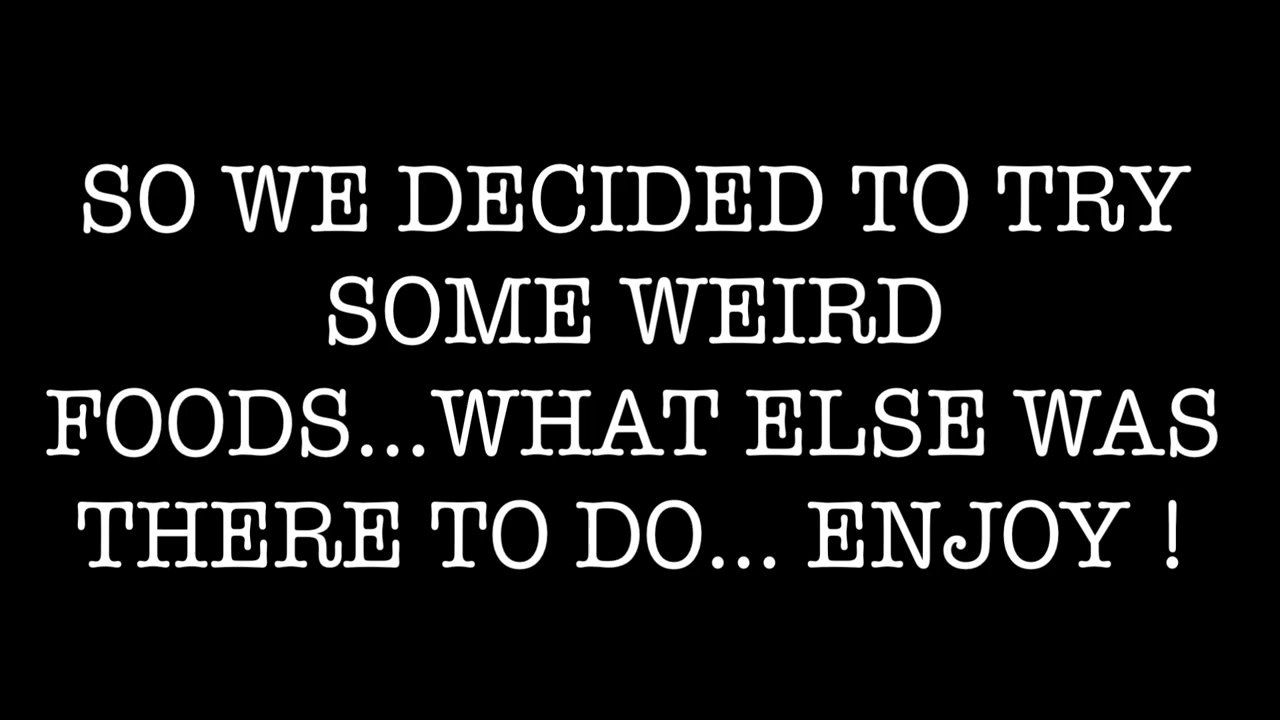 SO WE DECIDED TO TRY
SOME WEIRD
FOODS...WHAT ELSE WAS
THERE TO DO... ENJOY !